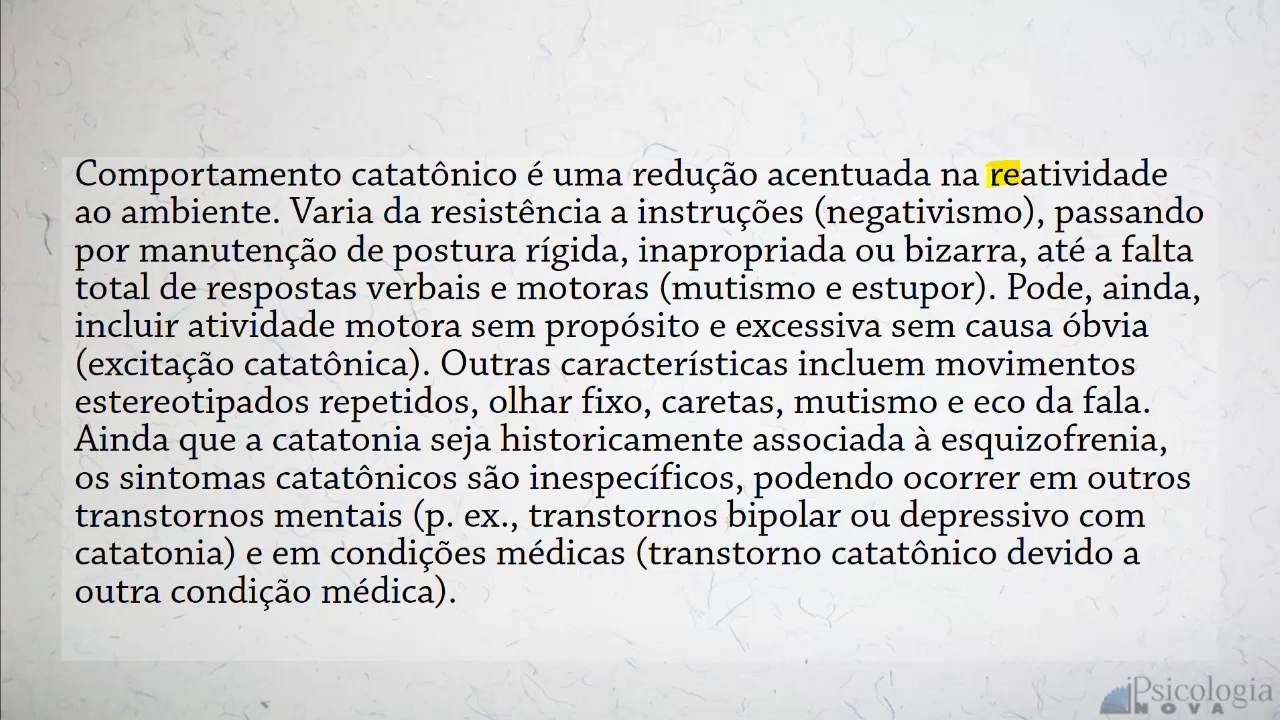 Comportamento catatônico é uma redução acentuada na reatividade
ao ambiente. Varia da resistência a instruções (negativismo), passando
por manutenção de postura rígida, inapropriada ou bizarra, até a falta
total de respostas verbais e motoras (mutismo e estupor). Pode, ainda,
incluir atividade motora sem propósito e excessiva sem causa óbvia
(excitação catatônica). Outras características incluem movimentos
estereotipados repetidos, olhar fixo, caretas, mutismo e eco da fala.
Ainda que a catatonia seja historicamente associada à esquizofrenia,
os sintomas catatônicos são inespecíficos, podendo ocorrer em outros
transtornos mentais (p. ex., transtornos bipolar ou depressivo com
catatonia) e em condições médicas (transtorno catatônico devido a
outra condição médica).
Psicologia
NOVA